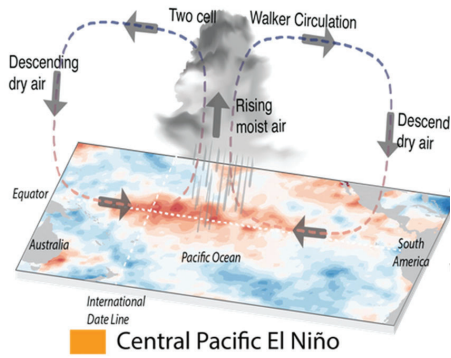 Two cell Walker Circulation
Descending
dry air
Rising
moist air
Descend
dry air
Equator
Australia
Pacific Ocean
South
America
International
Date Line
Central Pacific El Niño